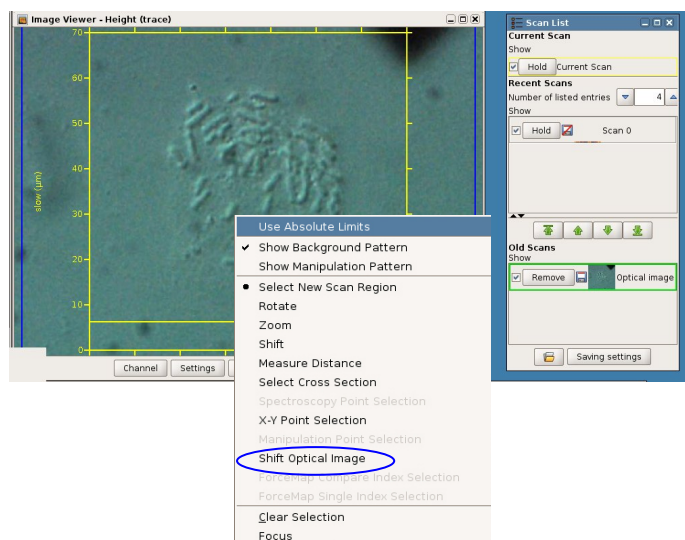 Image Viewer - Height (trace)
70
60
50
40
30
20
10
0
slow (µm)
Channel Settings
Use Absolute Limits
Show Background Pattern
Show Manipulation Pattern
Select New Scan Region
Rotate
Zoom
Shift
Measure Distance
Select Cross Section
Spectroscopy Point Selection
X-Y Point Selection
Manipulation Point Selection
Shift Optical Image
ForceMap Compare Index Selection
ForceMap Single Index Selection
Clear Selection
Focus
Scan List
Current Scan
Show
Hold Current Scan
Recent Scans
Number of listed entries 4
Show
Hold Scan 0
Old Scans
Show
Remove Optical image
Saving settings